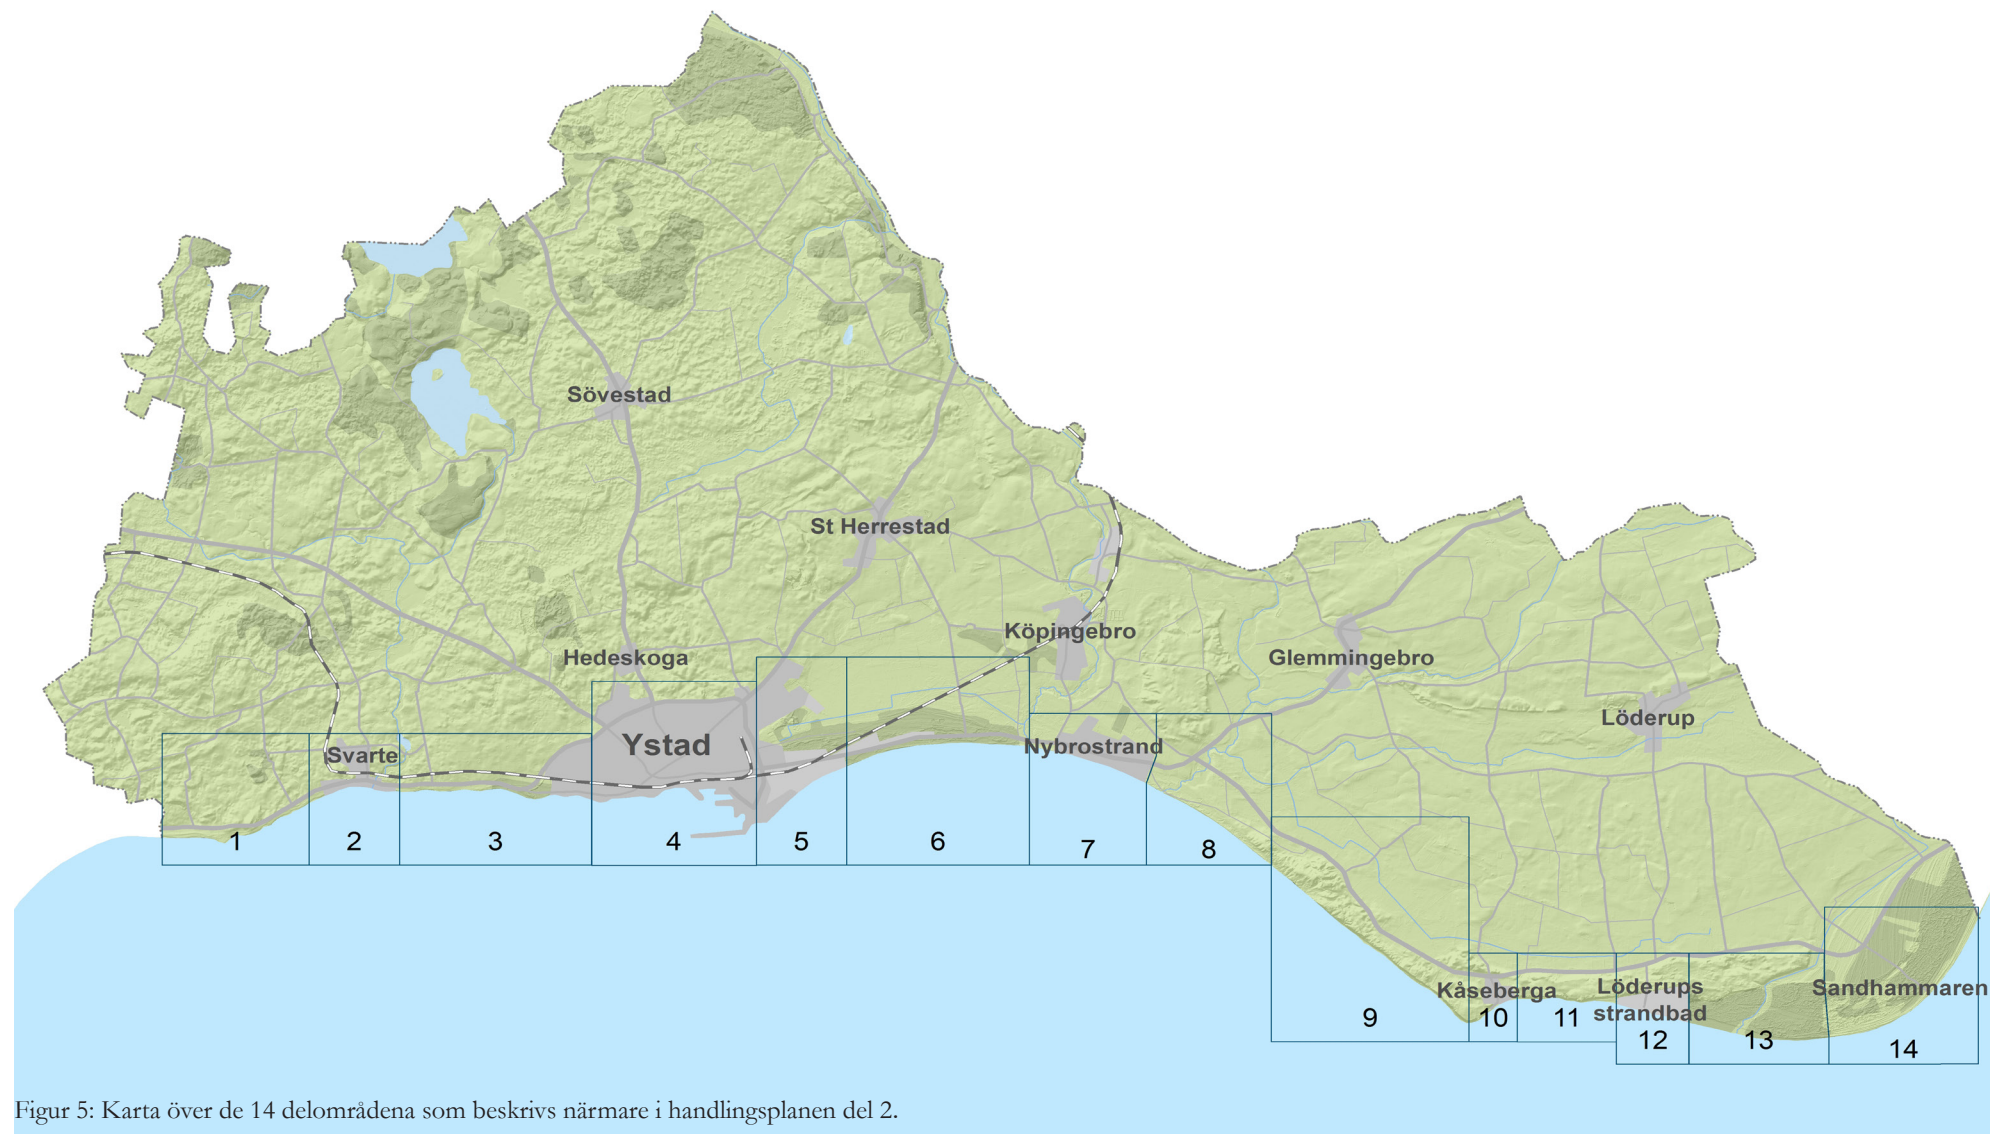 Sövestad
St Herrestad
Köpingebro
Hedeskoga
Glemmingebro
Löderup
Ystad
Nybrostrand
Svarte
1
2
3
4
5
6
7
8
Kåseberga
Löderups
strandbad
Sandhammaren
9
10
11
12
13
14
Figur 5: Karta över de 14 delområdena som beskrivs närmare i handlingsplanen del 2.